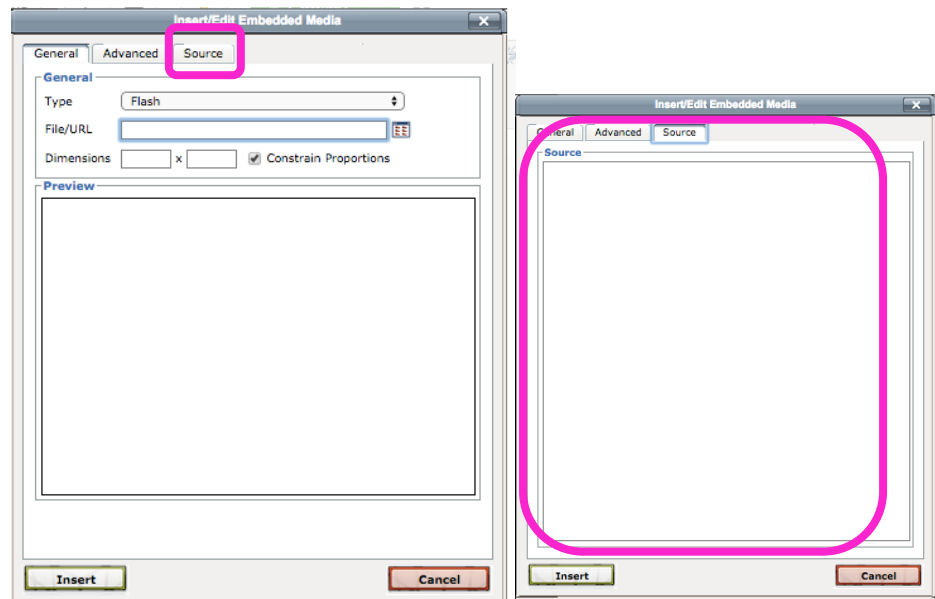 Insert/Edit Embedded Media
General Advanced Source
General
Type Flash
File/URL
Dimensions x Constrain Proportions
Preview
Insert Cancel
Insert/Edit Embedded Media
General Advanced Source
Source
Insert Cancel